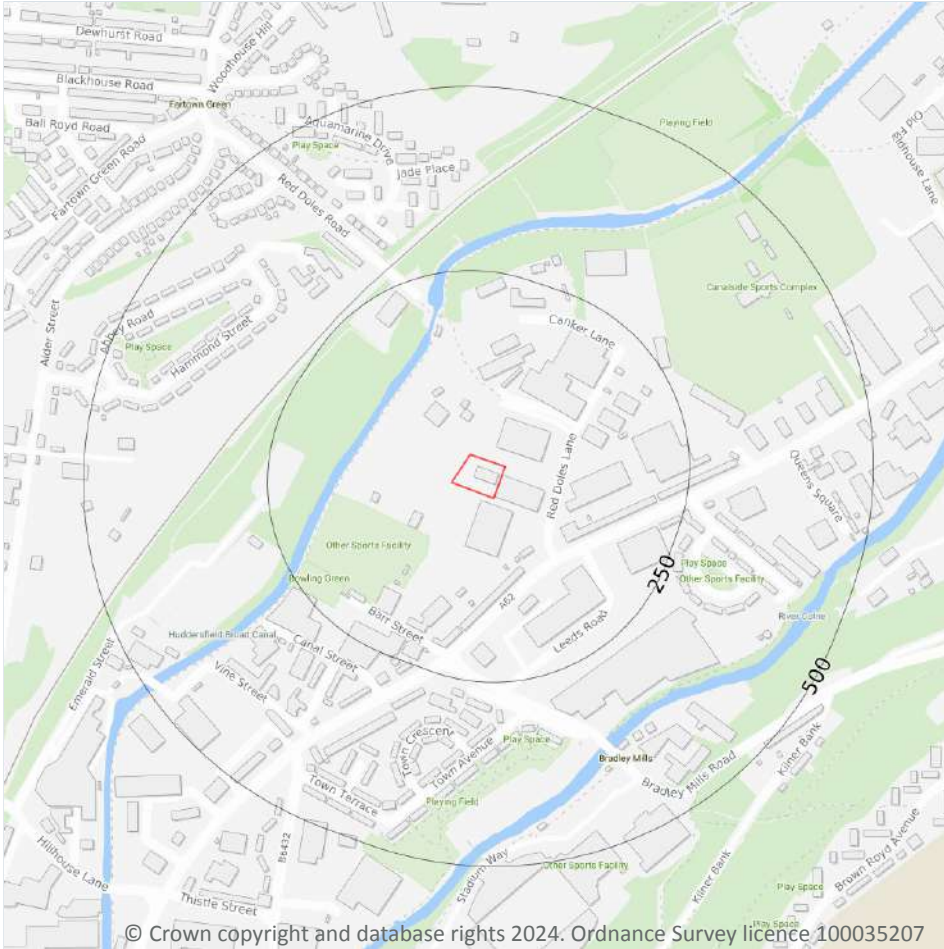 Dewhurst Road
Woodhouse Hill
Blackhouse Road
Fartown Green
Ball Royd Road
Aquamarine Drive
Playing Field
Play Space
Jade Place
Fartown Green Road
Red Doles Road
Canalside Sports Complex
Alder Street
Abbey Road
Hammond Street
Play Space
Canker Lane
Red Doles Lane
Queens Square
Other Sports Facility
Bowling Green
250
Play Space
Other Sports Facility
A62
Barr Street
Leeds Road
River Colne
Huddersfield Broad Canal
Canal Street
Emerald Street
Vine Street
500
Town Crescent
Town Avenue
Play Space
Bradley Mills
Bradley Mills Road
Kilner Bank
Town Terrace
Playing Field
B6432
Hillhouse Lane
Stadium Way
Other Sports Facility
Kilner Bank
Brown Royd Avenue
Play Space
Thistle Street
Play Space
© Crown copyright and database rights 2024. Ordnance Survey licence 100035207